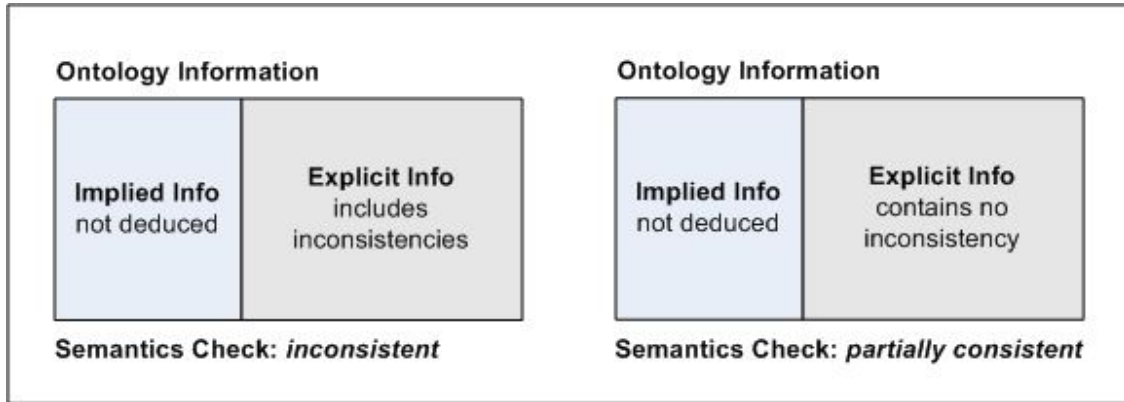 Ontology Information
Implied Info
not deduced
Explicit Info
includes
inconsistencies
Semantics Check: inconsistent
Ontology Information
Implied Info
not deduced
Explicit Info
contains no
inconsistency
Semantics Check: partially consistent